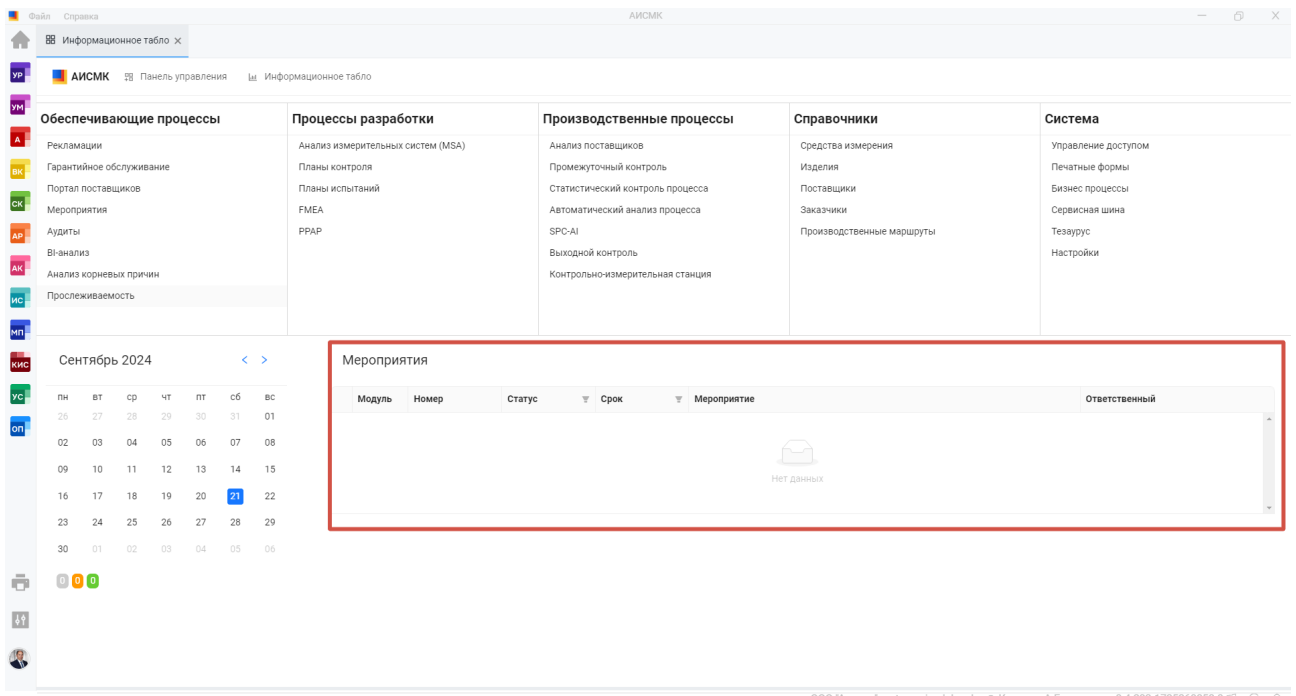 Файл Справка АИСМК
Информационное табло
АИСМК Панель управления Информационное табло
Обеспечивающие процессы
Рекламации
Гарантийное обслуживание
Портал поставщиков
Мероприятия
Аудиты
BI-анализ
Анализ корневых причин
Прослеживаемость
Процессы разработки
Анализ измерительных систем (MSA)
Планы контроля
Планы испытаний
FMEA
PPAP
Производственные процессы
Анализ поставщиков
Промежуточный контроль
Статистический контроль процесса
Автоматический анализ процесса
SPC-AI
Выходной контроль
Контрольно-измерительная станция
Справочники
Средства измерения
Изделия
Поставщики
Заказчики
Производственные маршруты
Система
Управление доступом
Печатные формы
Бизнес процессы
Сервисная шина
Тезаурус
Настройки
УР
УМ
А
ВК
СК
АР
АК
ИС
МП
КИС
УС
ОП
Сентябрь 2024 < >
пн вт ср чт пт сб вс
26 27 28 29 30 31 01
02 03 04 05 06 07 08
09 10 11 12 13 14 15
16 17 18 19 20 21 22
23 24 25 26 27 28 29
30 01 02 03 04 05 06
0 0 0
Мероприятия
Модуль Номер Статус Срок Мероприятие Ответственный
Нет данных